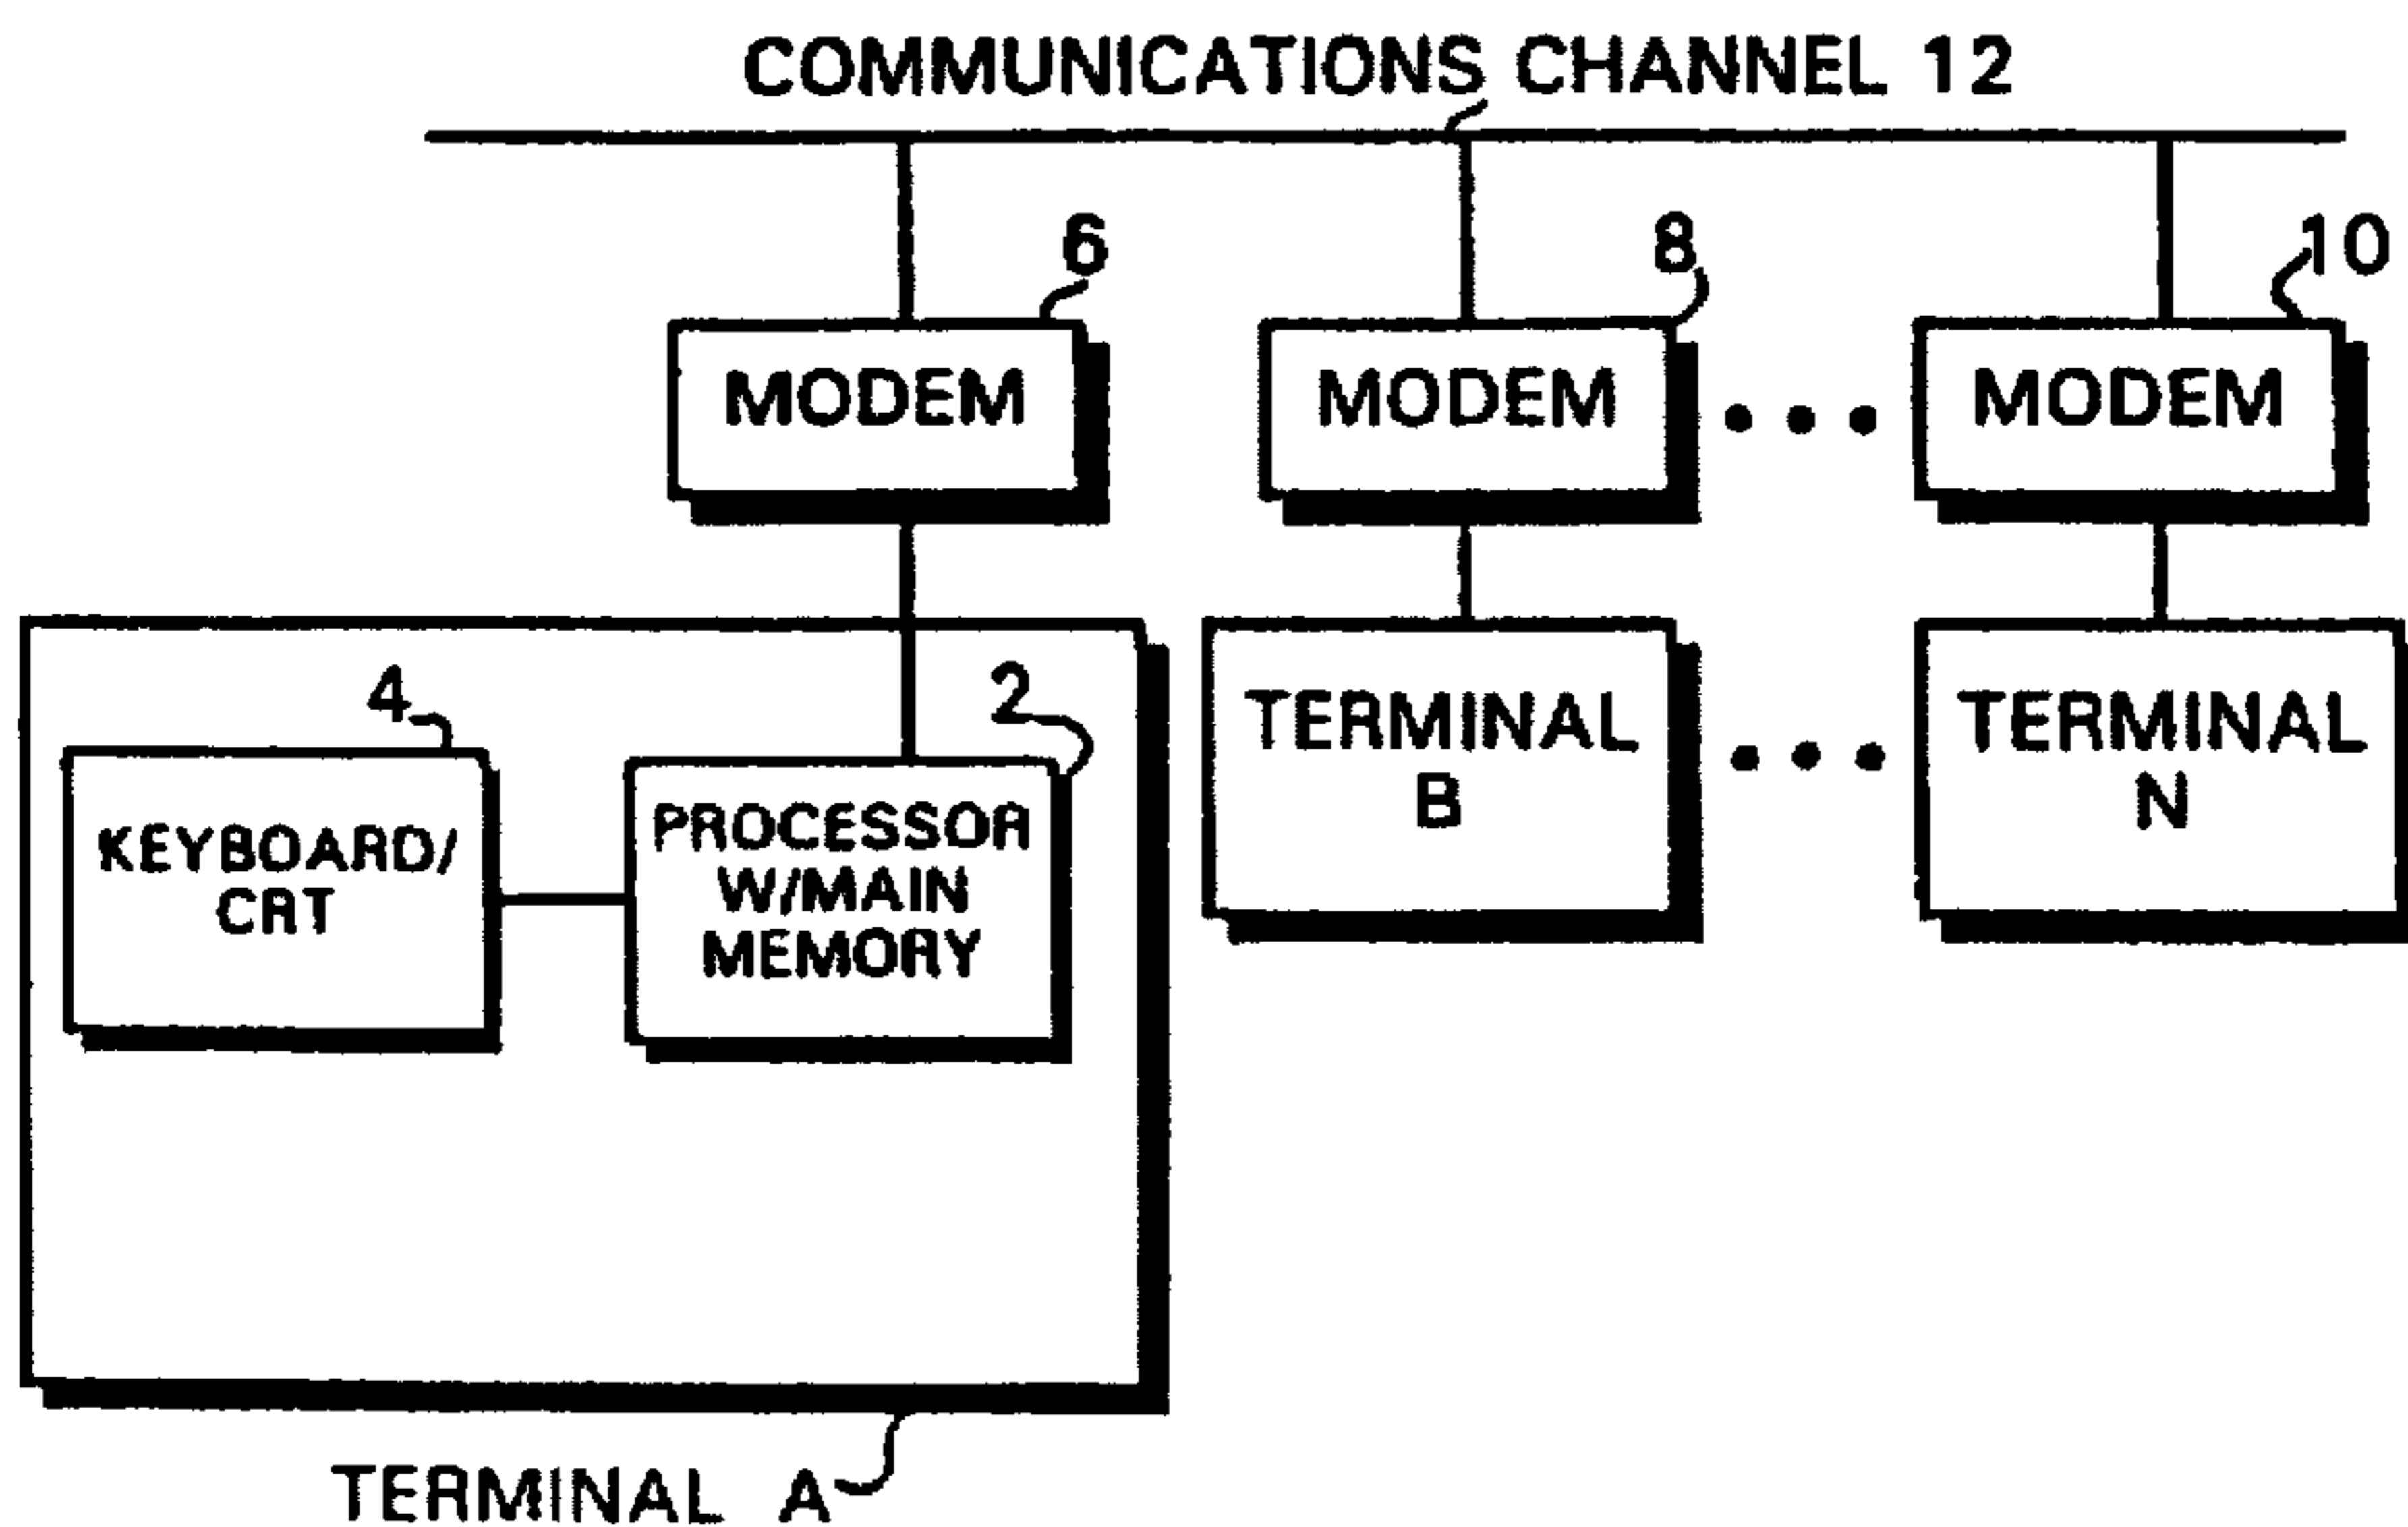 COMMUNICATIONS CHANNEL 12
6
8
10
MODEM
MODEM
MODEM
4
2
KEYBOARD/
CRT
PROCESSOR
W/MAIN
MEMORY
TERMINAL
B
TERMINAL
N
TERMINAL A